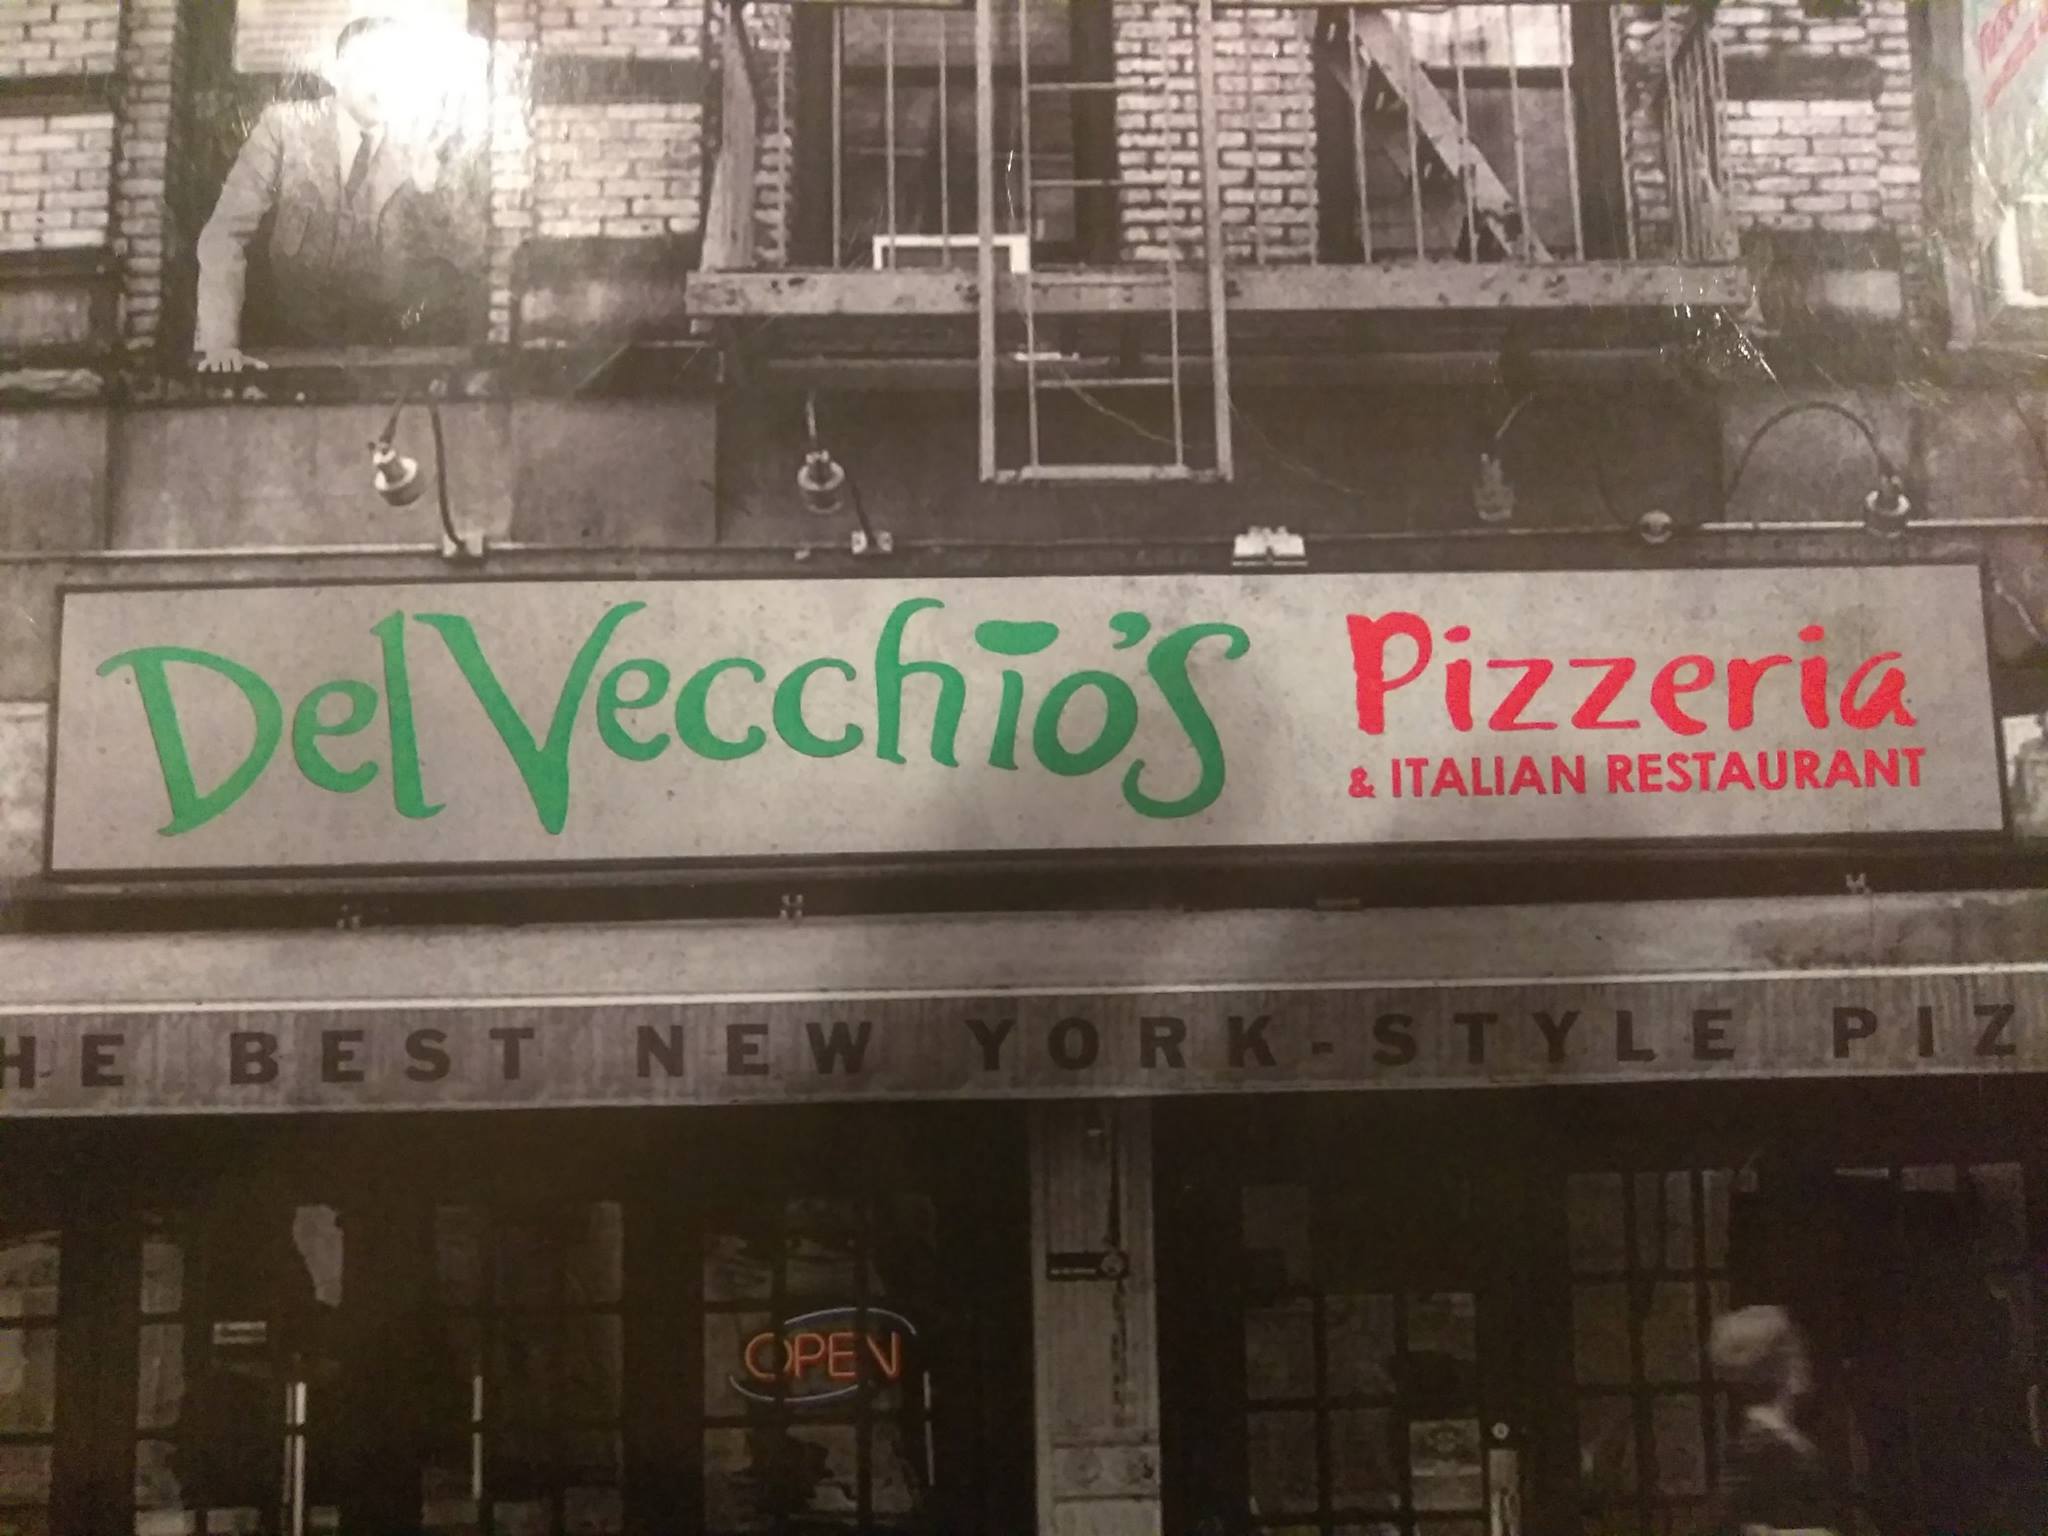 DelVecchio's Pizzeria
& ITALIAN RESTAURANT
HE BEST NEW YORK-STYLE PIZ
OPEN